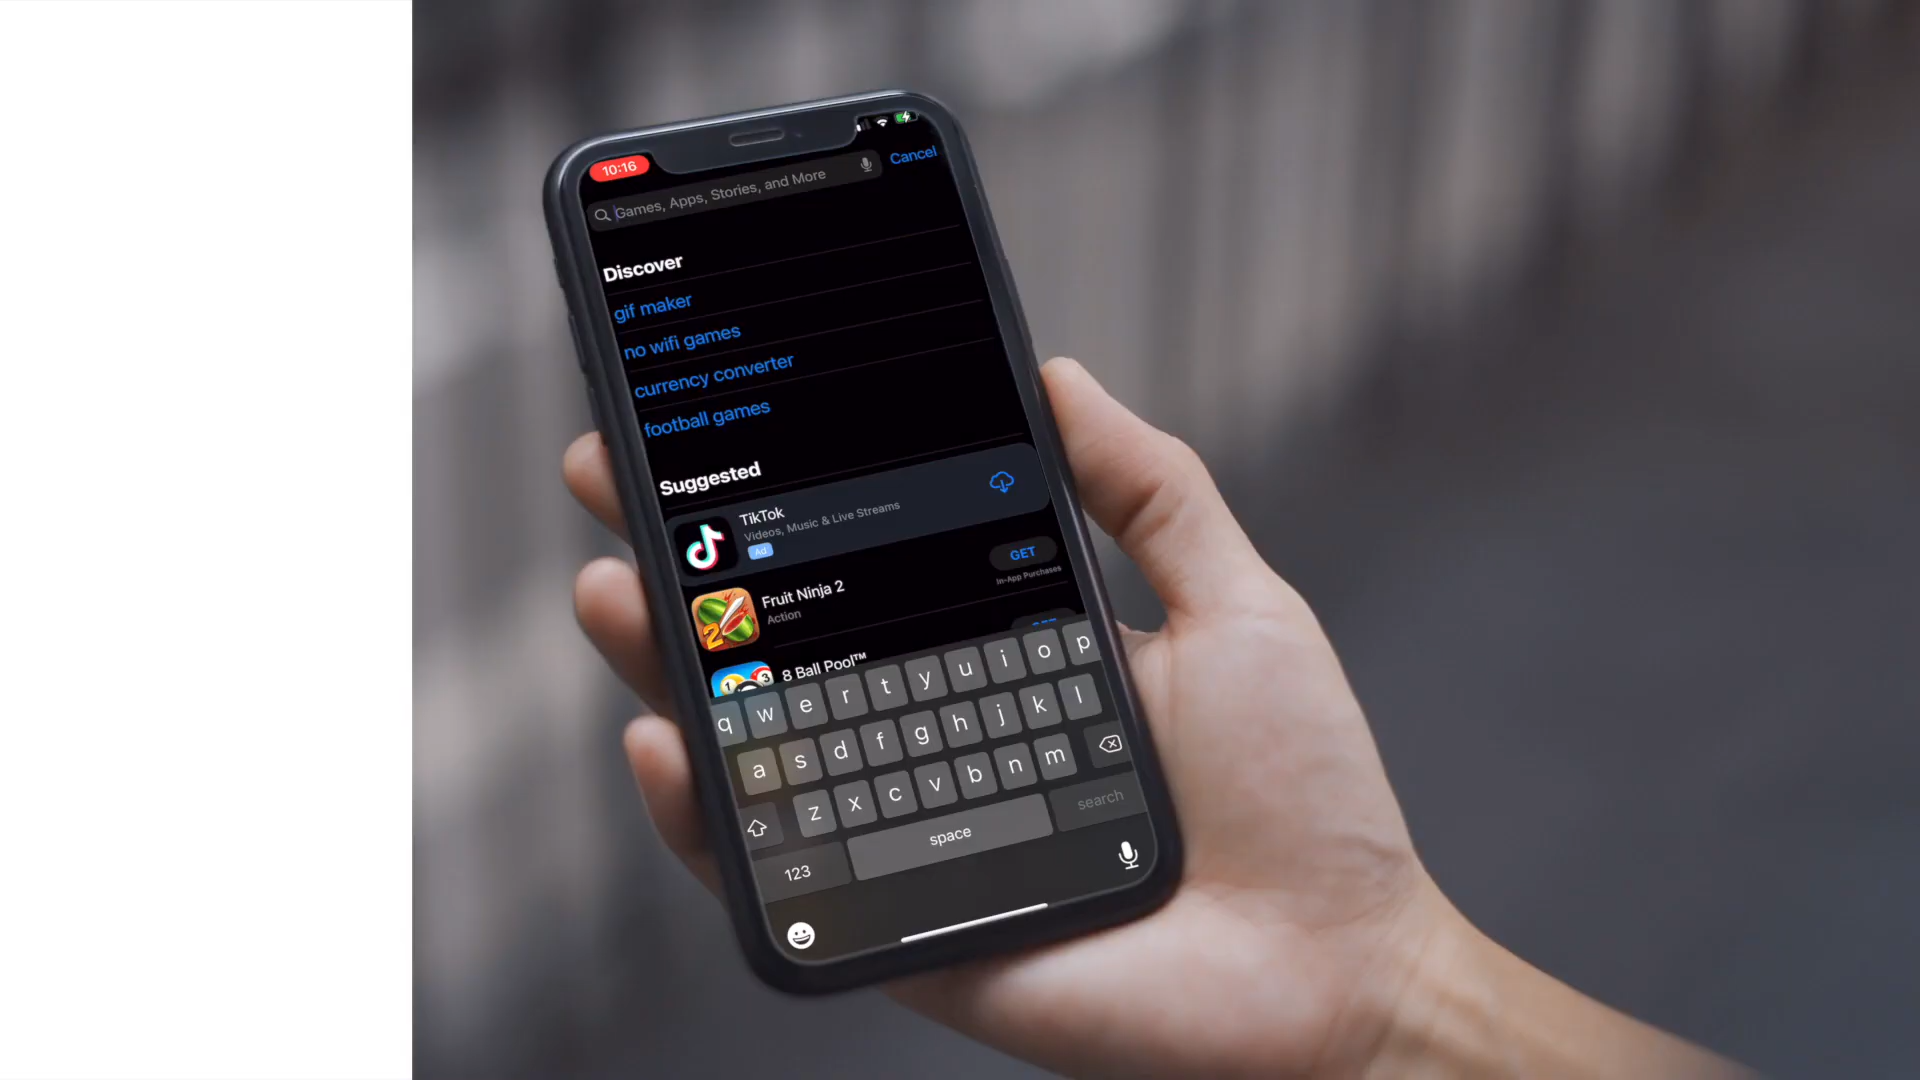 10:16
Games, Apps, Stories, and More
Cancel
Discover
gif maker
no wifi games
currency converter
football games
Suggested
TikTok
Videos, Music & Live Streams
Ad
Fruit Ninja 2
Action
GET
In-App Purchases
8 Ball Pool™
q w e r t y u i o p
a s d f g h j k l
z x c v b n m
123
space
search